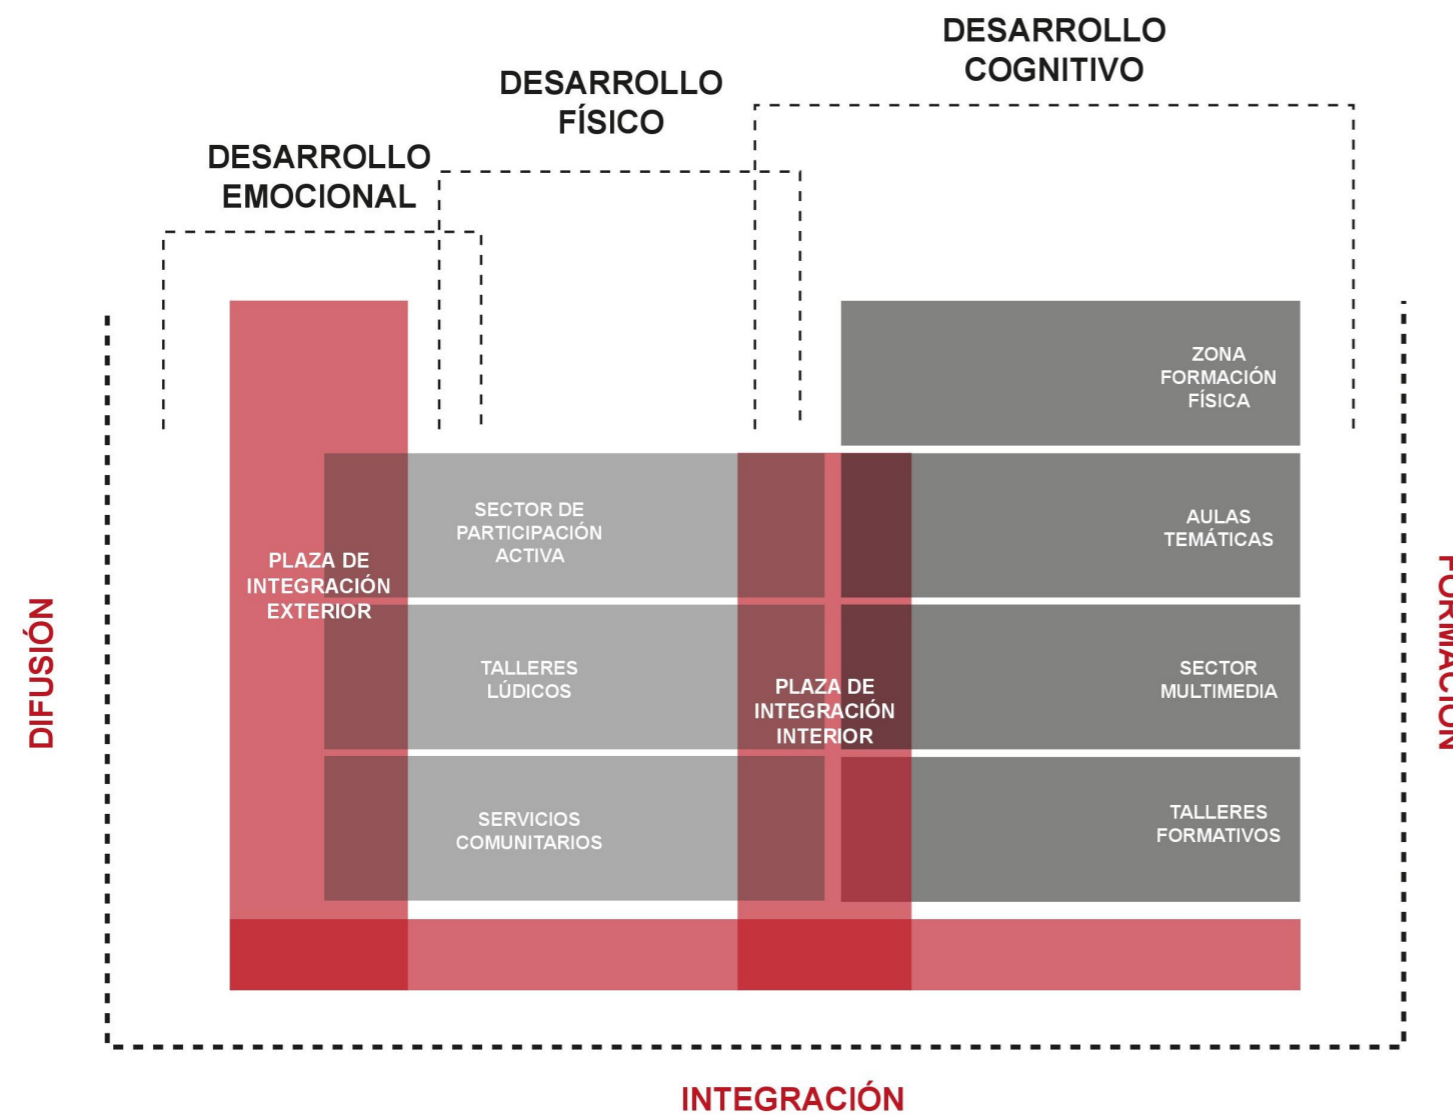 DESARROLLO
COGNITIVO
DESARROLLO
FÍSICO
DESARROLLO
EMOCIONAL
ZONA
FORMACIÓN
FÍSICA
SECTOR DE
PARTICIPACIÓN
ACTIVA
AULAS
TEMÁTICAS
PLAZA DE
INTEGRACIÓN
EXTERIOR
DIFUSIÓN
FORMACIÓN
TALLERES
LÚDICOS
PLAZA DE
INTEGRACIÓN
INTERIOR
SECTOR
MULTIMEDIA
SERVICIOS
COMUNITARIOS
TALLERES
FORMATIVOS
INTEGRACIÓN